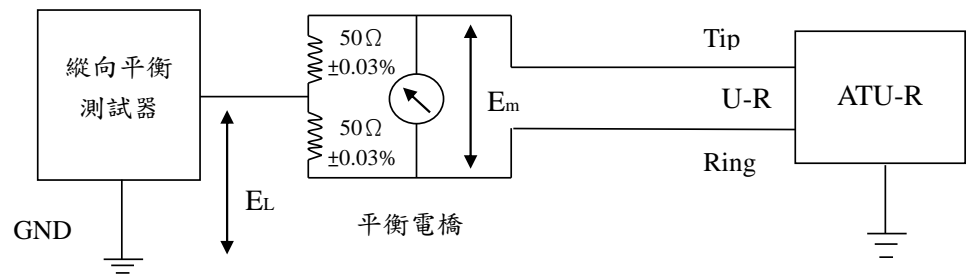 縱向平衡
測試器
GND
EL
50Ω
±0.03%
50Ω
±0.03%
Em
平衡電橋
Tip
U-R
Ring
ATU-R